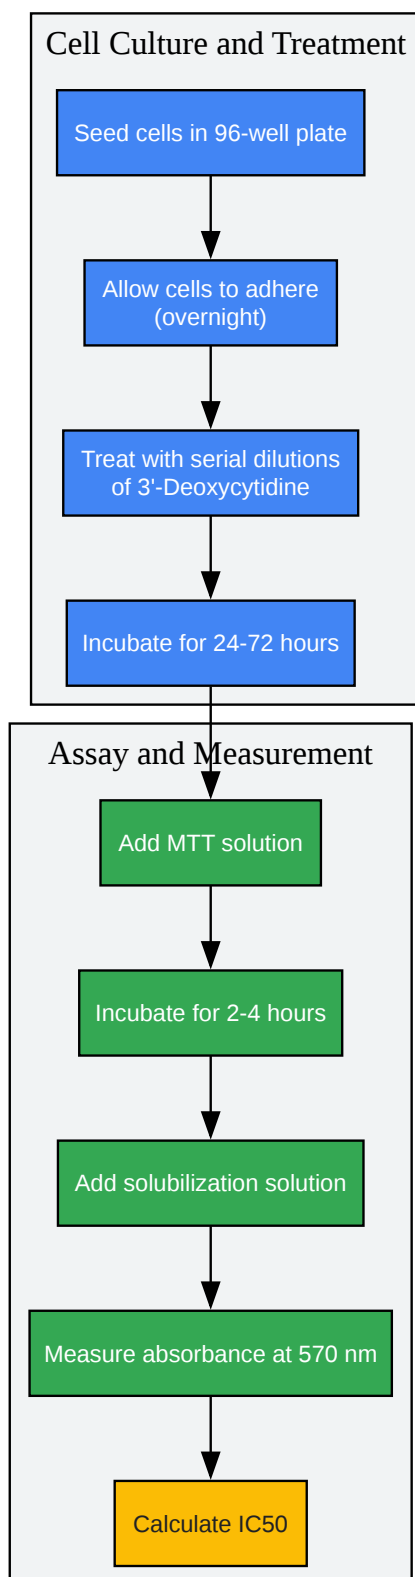 Cell Culture and Treatment
Seed cells in 96-well plate
Allow cells to adhere
(overnight)
Treat with serial dilutions
of 3'-Deoxycytidine
Incubate for 24-72 hours
Assay and Measurement
Add MTT solution
Incubate for 2-4 hours
Add solubilization solution
Measure absorbance at 570 nm
Calculate IC50